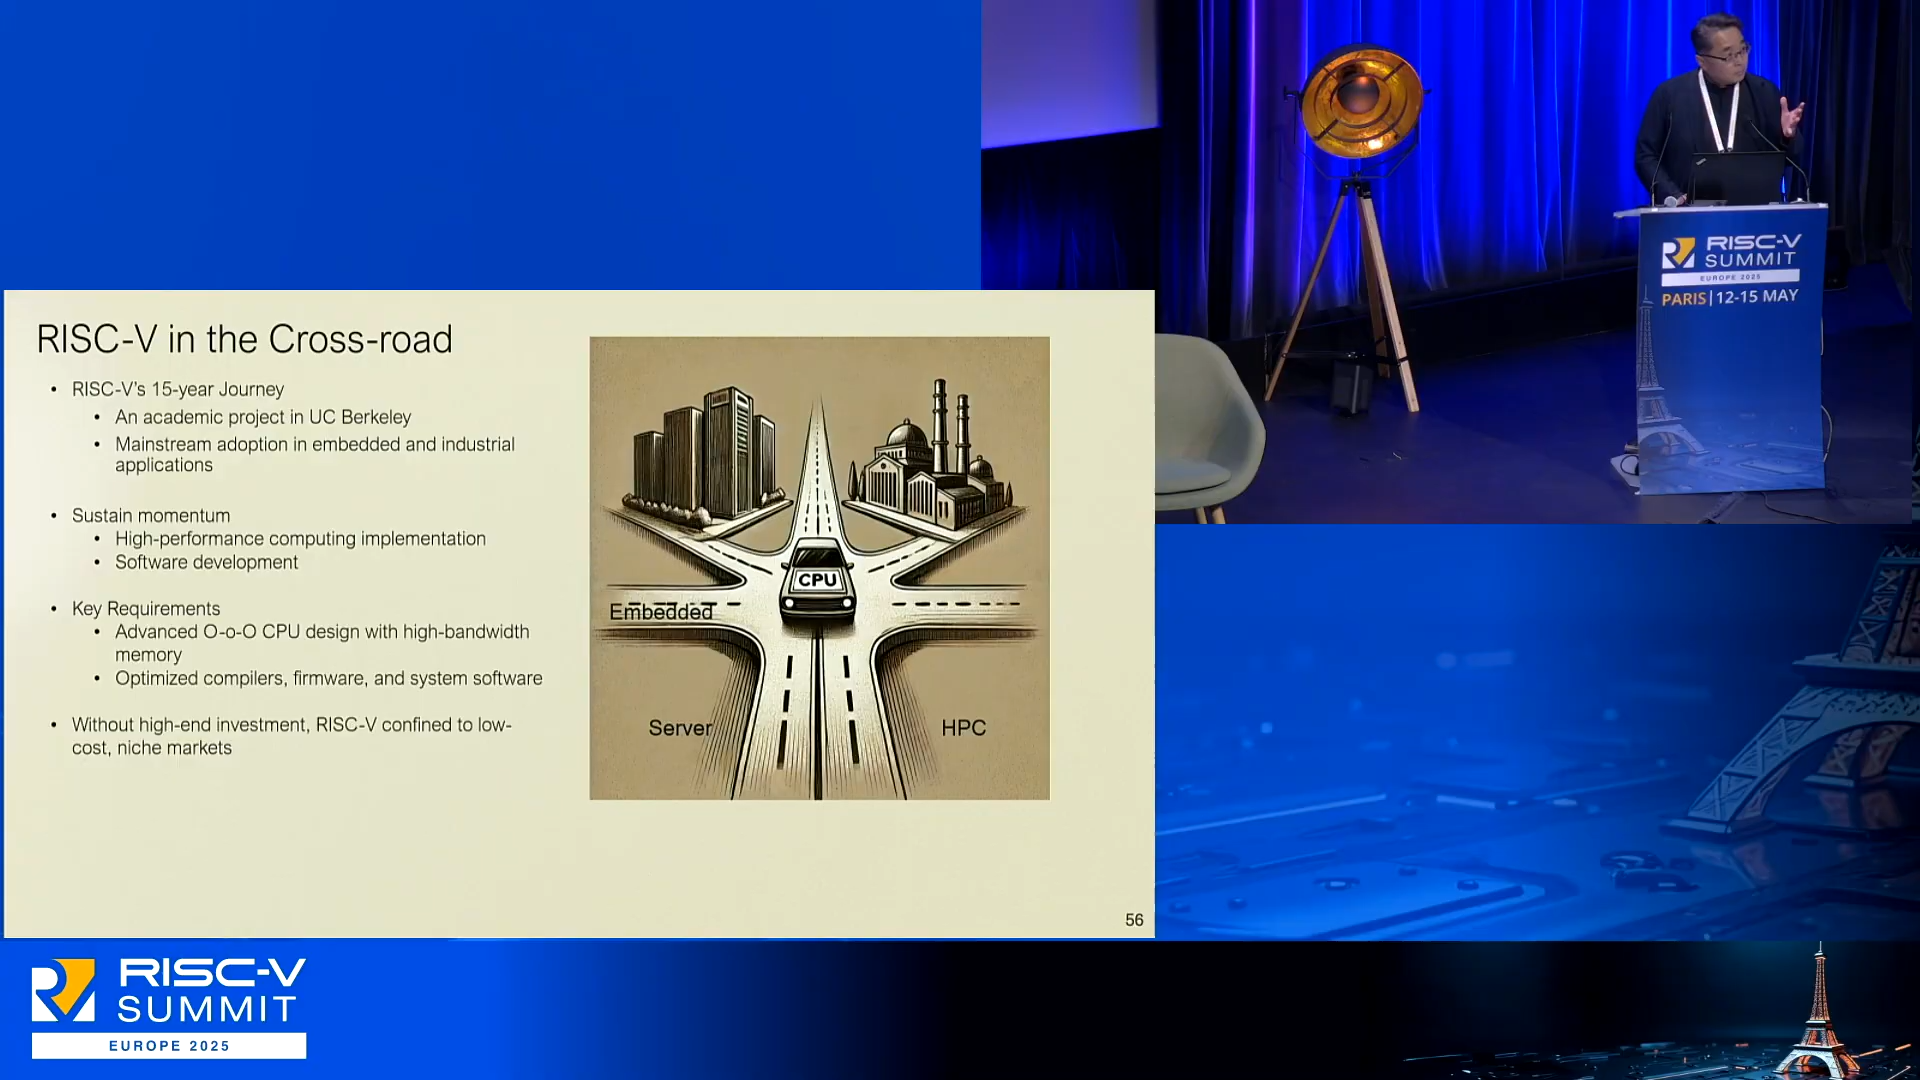 RISC-V
SUMMIT
EUROPE 2025
PARIS | 12-15 MAY
RISC-V in the Cross-road
• RISC-V's 15-year Journey
• An academic project in UC Berkeley
• Mainstream adoption in embedded and industrial
applications
• Sustain momentum
• High-performance computing implementation
• Software development
• Key Requirements
• Advanced O-o-O CPU design with high-bandwidth
memory
• Optimized compilers, firmware, and system software
• Without high-end investment, RISC-V confined to low-
cost, niche markets
CPU
Embedded
Server
HPC
56
RISC-V
SUMMIT
EUROPE 2025